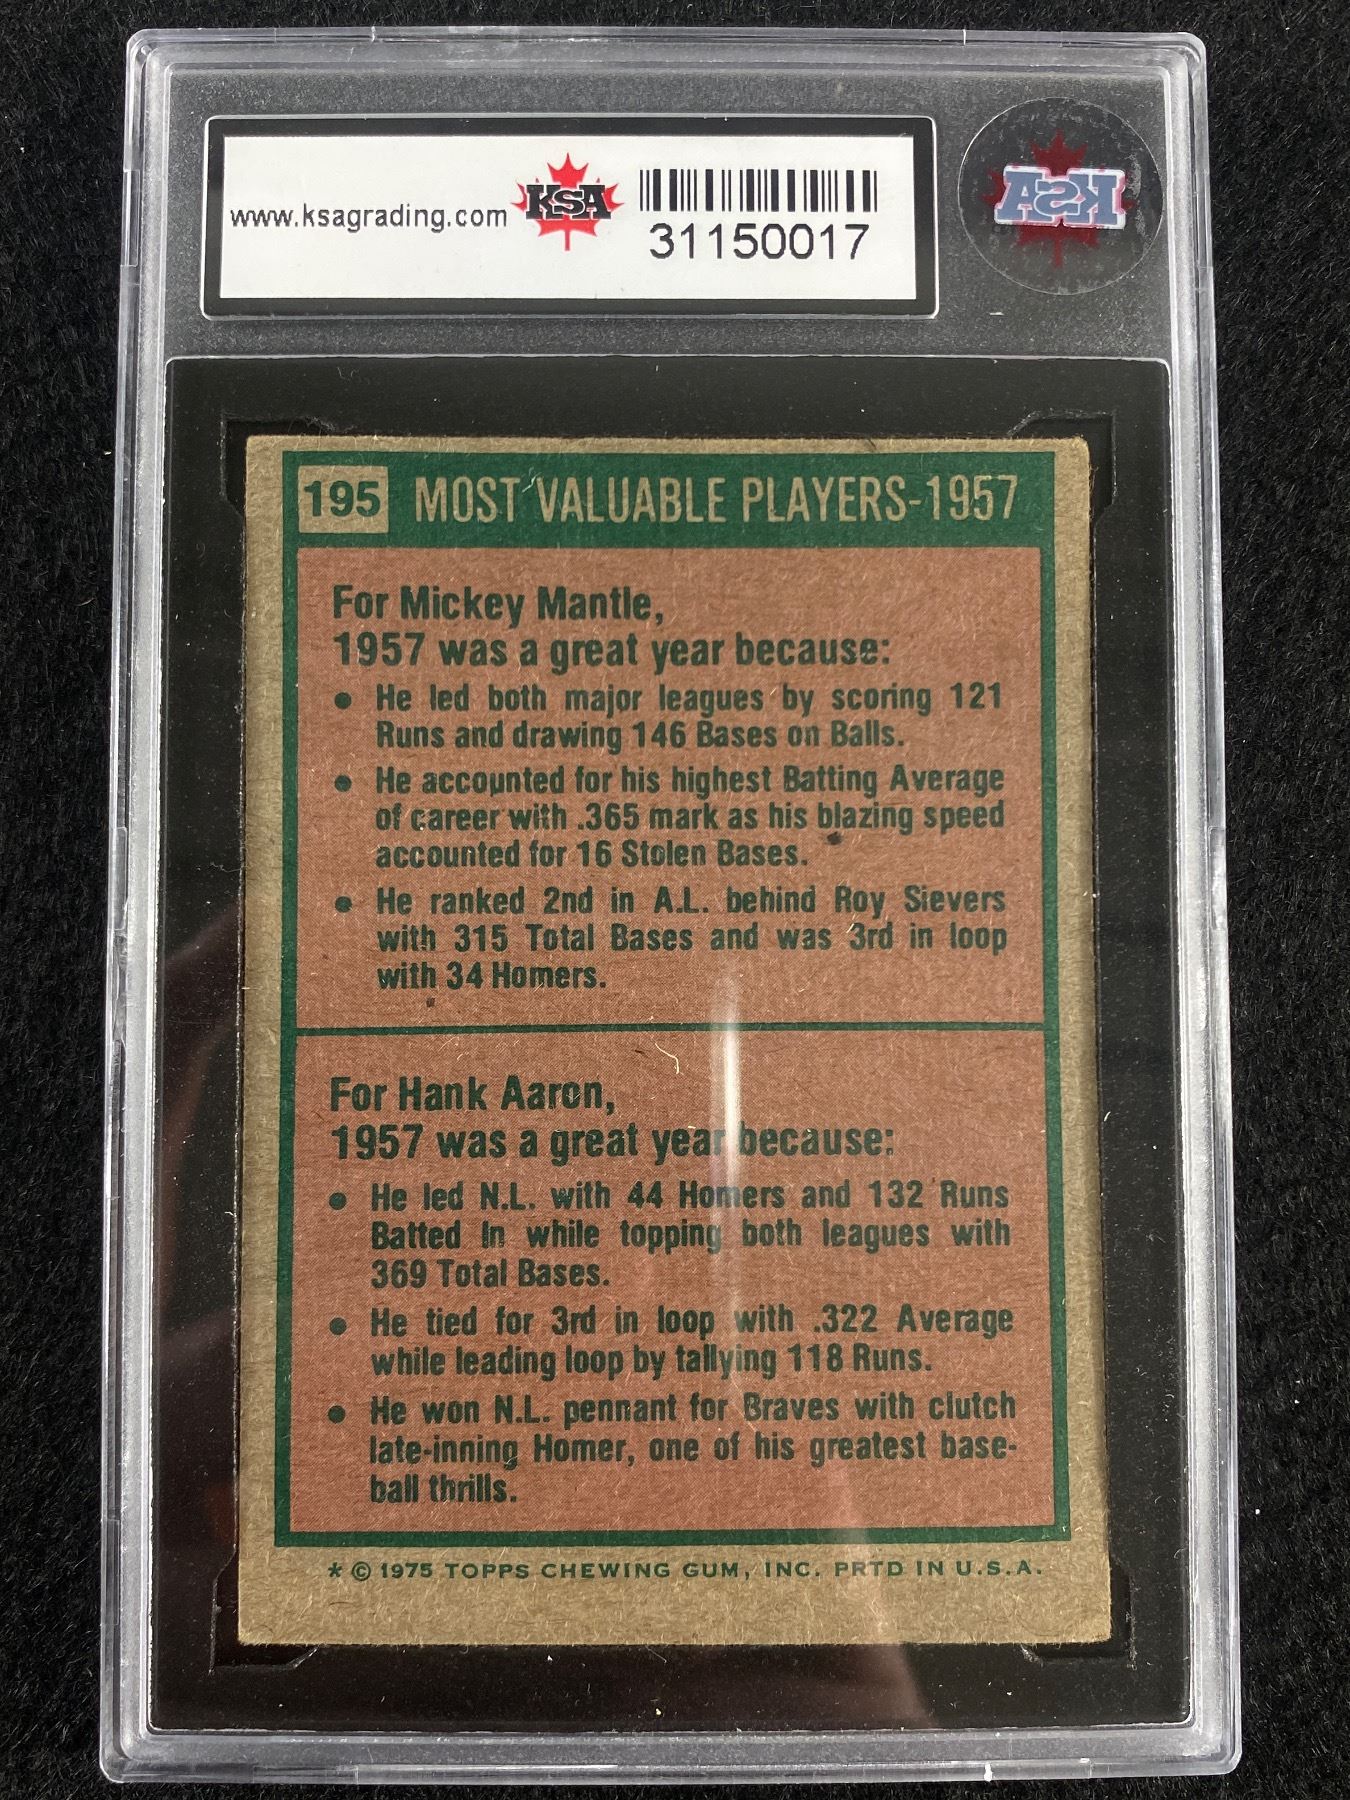 www.ksagrading.com
KSA
31150017
KSA
195 MOST VALUABLE PLAYERS-1957
For Mickey Mantle,
1957 was a great year because:
• He led both major leagues by scoring 121
Runs and drawing 146 Bases on Balls.
• He accounted for his highest Batting Average
of career with .365 mark as his blazing speed
accounted for 16 Stolen Bases.
• He ranked 2nd in A.L. behind Roy Sievers
with 315 Total Bases and was 3rd in loop
with 34 Homers.
For Hank Aaron,
1957 was a great year because:
• He led N.L. with 44 Homers and 132 Runs
Batted In while topping both leagues with
369 Total Bases.
• He tied for 3rd in loop with .322 Average
while leading loop by tallying 118 Runs.
• He won N.L. pennant for Braves with clutch
late-inning Homer, one of his greatest base-
ball thrills.
* © 1975 TOPPS CHEWING GUM, INC. PRTD IN U.S.A.